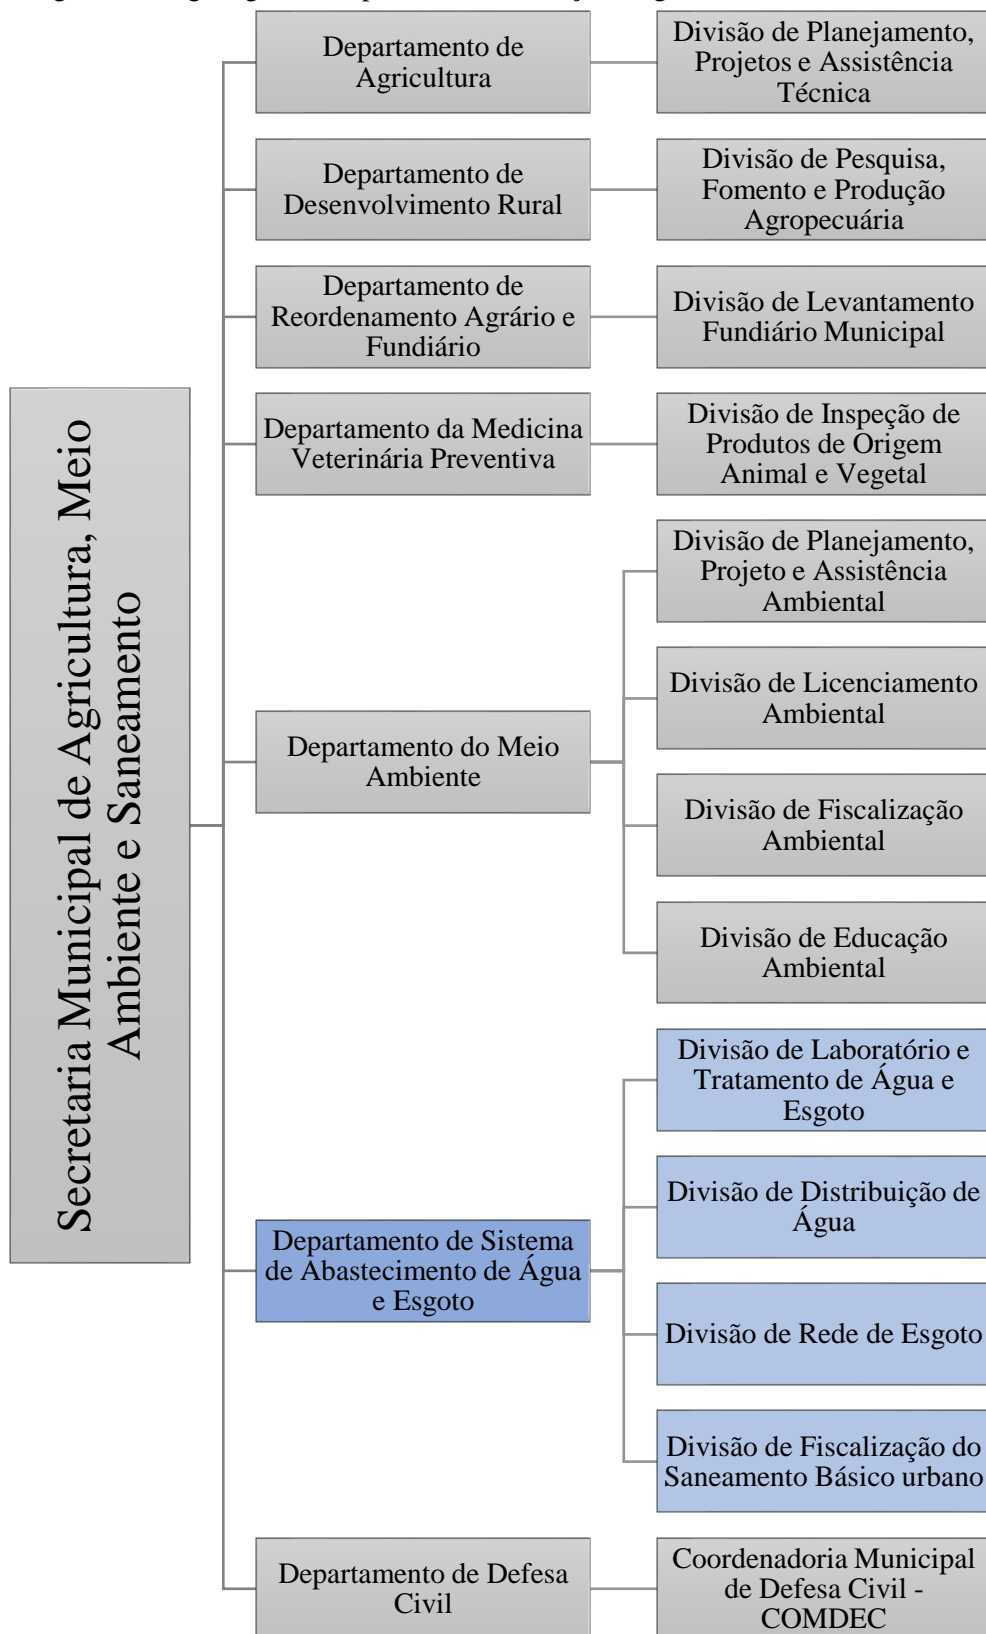 Departamento de
Agricultura
Divisão de Planejamento,
Projetos e Assistência
Técnica
Departamento de
Desenvolvimento Rural
Divisão de Pesquisa,
Fomento e Produção
Agropecuária
Departamento de
Reordenamento Agrário e
Fundiário
Divisão de Levantamento
Fundiário Municipal
Secretaria Municipal de Agricultura, Meio
Ambiente e Saneamento
Departamento da Medicina
Veterinária Preventiva
Divisão de Inspeção de
Produtos de Origem
Animal e Vegetal
Departamento do Meio
Ambiente
Divisão de Planejamento,
Projeto e Assistência
Ambiental
Divisão de Licenciamento
Ambiental
Divisão de Fiscalização
Ambiental
Divisão de Educação
Ambiental
Departamento de Sistema
de Abastecimento de Água
e Esgoto
Divisão de Laboratório e
Tratamento de Água e
Esgoto
Divisão de Distribuição de
Água
Divisão de Rede de Esgoto
Divisão de Fiscalização do
Saneamento Básico urbano
Departamento de Defesa
Civil
Coordenadoria Municipal
de Defesa Civil -
COMDEC